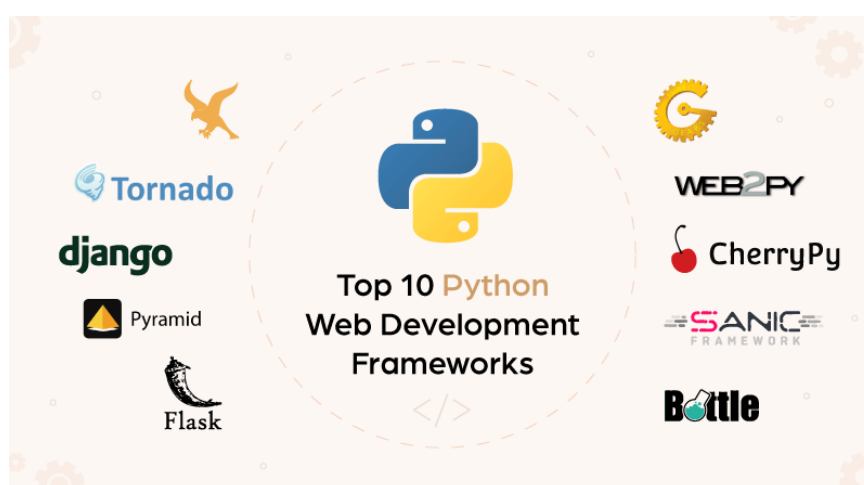 Tornado
django
Pyramid
Flask
Top 10 Python
Web Development
Frameworks
</>
WEB2PY
CherryPy
SANIC
FRAMEWORK
Bottle